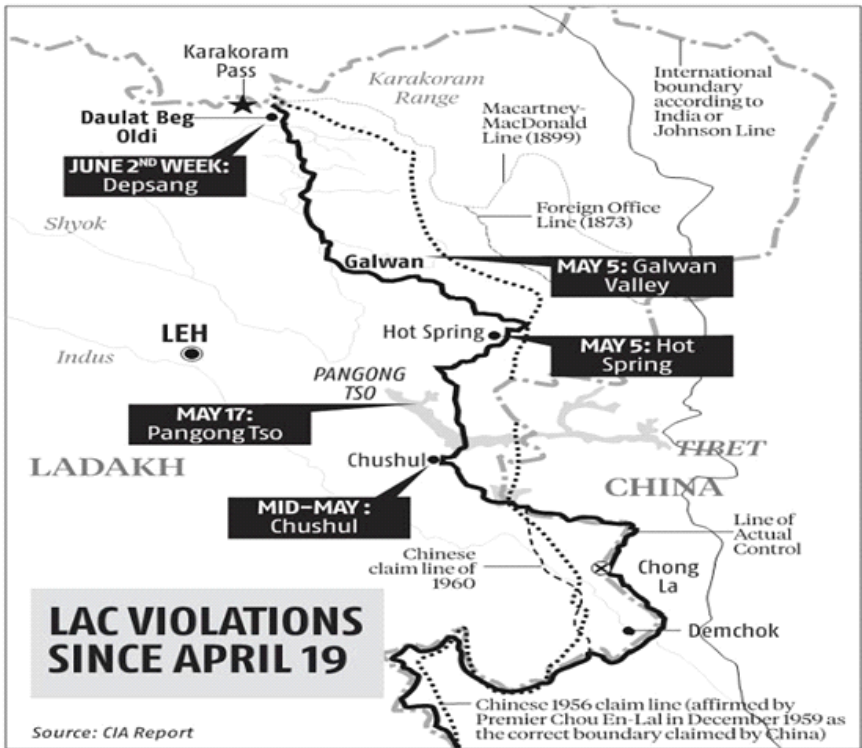 Karakoram
Pass
Karakoram
Range
International
boundary
according to
India or
Johnson Line
Macartney-
MacDonald
Line (1899)
Daulat Beg
Oldi
JUNE 2ND WEEK:
Depsang
Foreign Office
Line (1873)
Shyok
Galwan
MAY 5: Galwan
Valley
LEH
Hot Spring
MAY 5: Hot
Spring
Indus
PANGONG
TSO
MAY 17:
Pangong Tso
TIBET
LADAKH
Chushul
CHINA
MID-MAY :
Chushul
Line of
Actual
Control
Chinese
claim line of
1960
Chong
La
Demchok
LAC VIOLATIONS
SINCE APRIL 19
Chinese 1956 claim line (affirmed by
Premier Chou En-Lal in December 1959 as
the correct boundary claimed by China)
Source: CIA Report